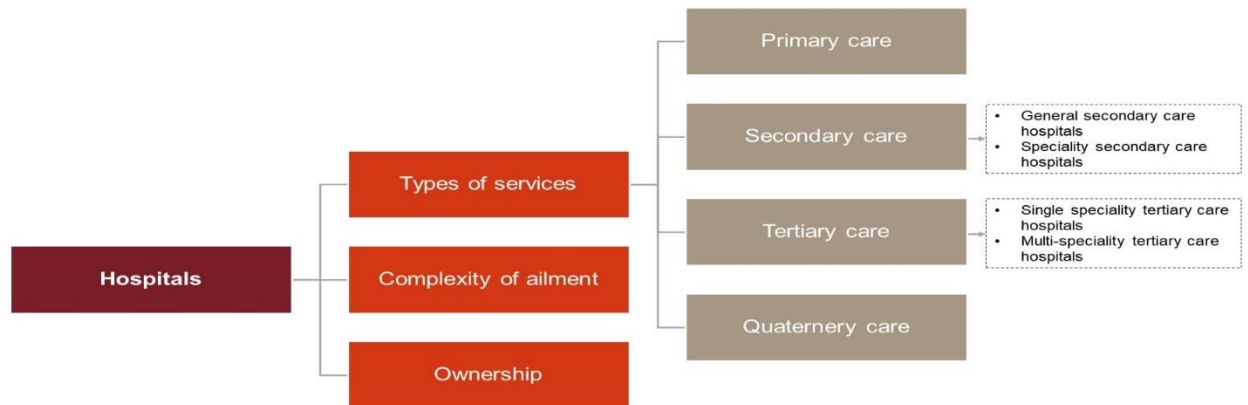 Hospitals
Types of services
Complexity of ailment
Ownership
Primary care
Secondary care
Tertiary care
Quaternery care
• General secondary care
hospitals
• Speciality secondary care
hospitals
• Single speciality tertiary care
hospitals
• Multi-speciality tertiary care
hospitals